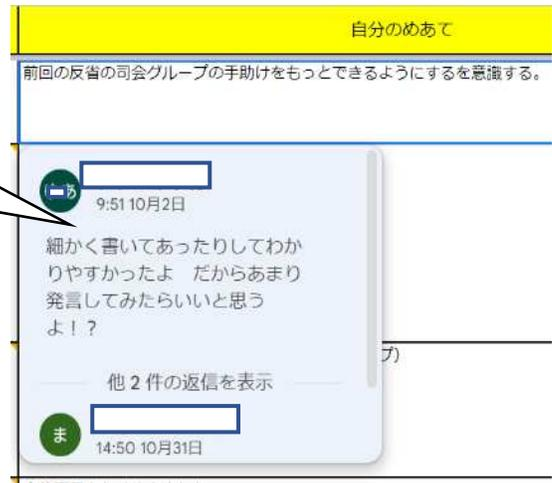 自分のめあて
前回の反省の司会グループの手助けをもっとできるようにするを意識する。
9:51 10月2日
細かく書いてあったりしてわか
りやすかったよ　だからあまり
発言してみたらいいと思う
よ！？
プ)
他 2 件の返信を表示
ま
14:50 10月31日